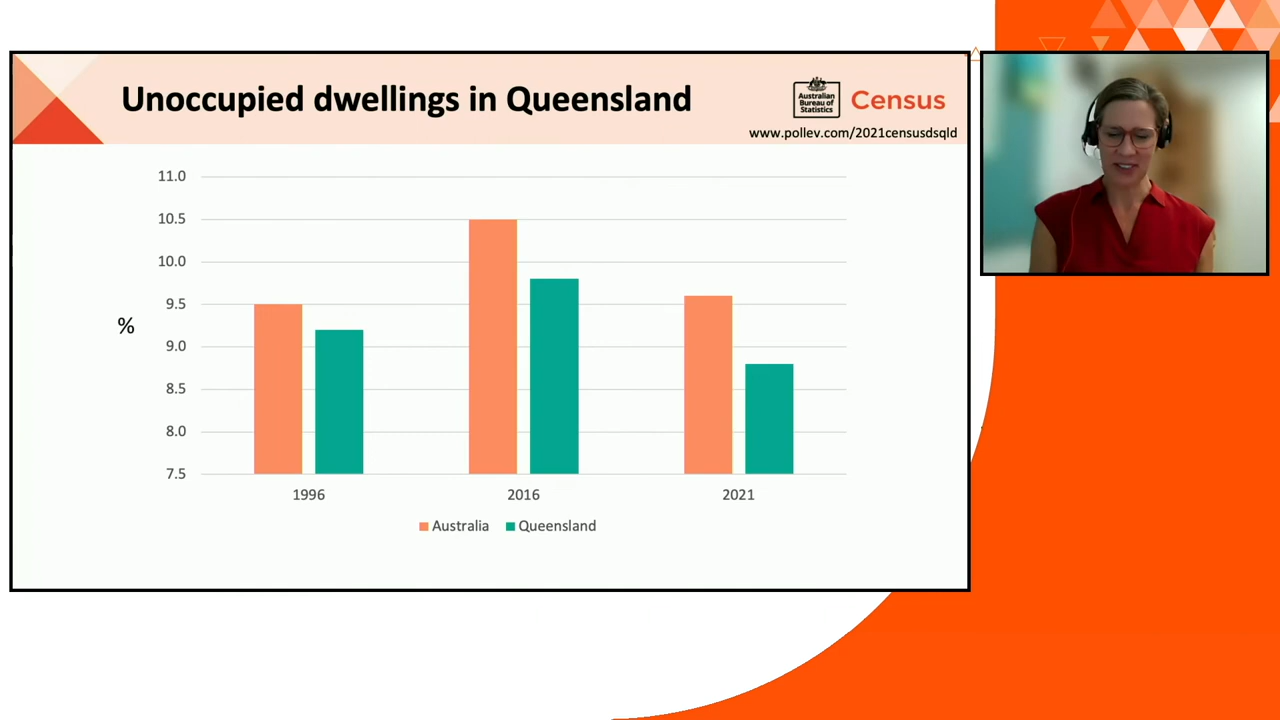 Unoccupied dwellings in Queensland
Australian
Bureau of
Statistics
Census
www.pollev.com/2021censusdsqld
11.0
10.5
10.0
9.5
9.0
8.5
8.0
7.5
%
1996 2016 2021
Australia Queensland